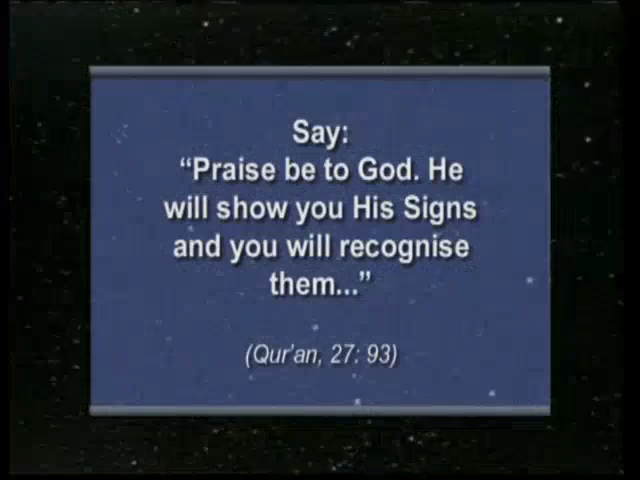 Say:
“Praise be to God. He
will show you His Signs
and you will recognise
them...”
(Qur’an, 27: 93)